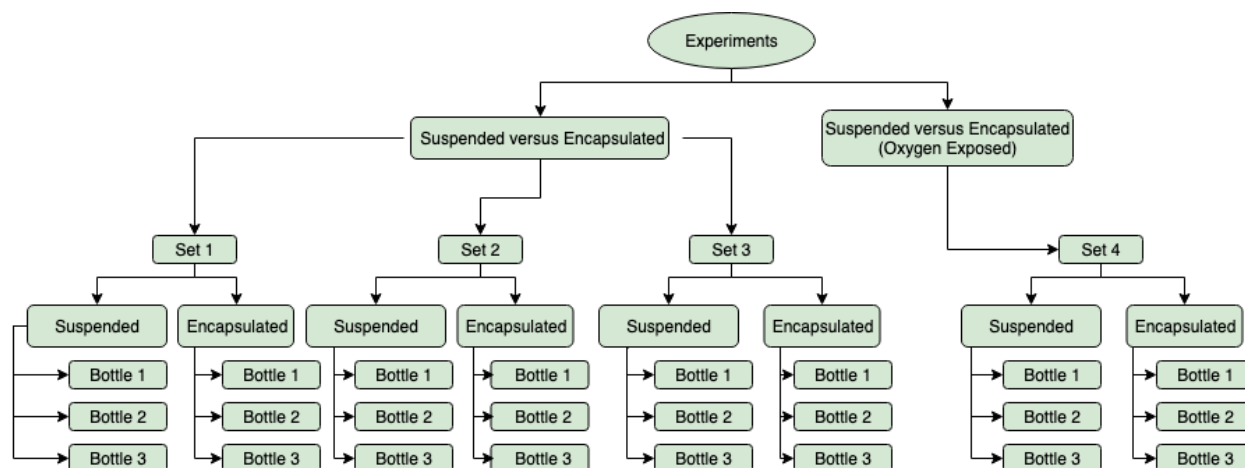 Experiments
Suspended versus Encapsulated
Suspended versus Encapsulated
(Oxygen Exposed)
Set 1
Set 2
Set 3
Set 4
Suspended
Encapsulated
Suspended
Encapsulated
Suspended
Encapsulated
Suspended
Encapsulated
Bottle 1
Bottle 1
Bottle 1
Bottle 1
Bottle 1
Bottle 1
Bottle 1
Bottle 1
Bottle 2
Bottle 2
Bottle 2
Bottle 2
Bottle 2
Bottle 2
Bottle 2
Bottle 2
Bottle 3
Bottle 3
Bottle 3
Bottle 3
Bottle 3
Bottle 3
Bottle 3
Bottle 3